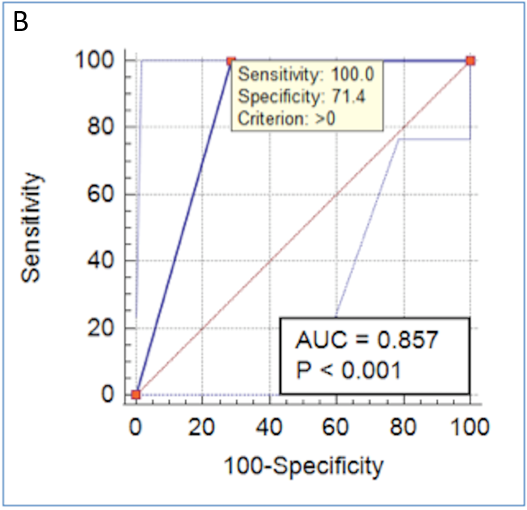 B
Sensitivity: 100.0
Specificity: 71.4
Criterion: >0
100
80
60
40
20
0
Sensitivity
AUC = 0.857
P < 0.001
0 20 40 60 80 100
100-Specificity